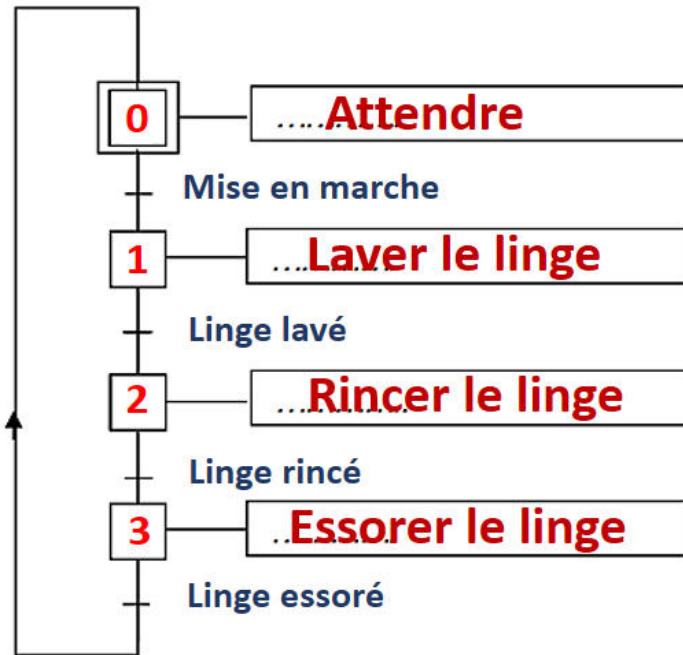 0 ............ Attendre
Mise en marche
1 ............ Laver le linge
Linge lavé
2 ............ Rincer le linge
Linge rincé
3 ............ Essorer le linge
Linge essoré